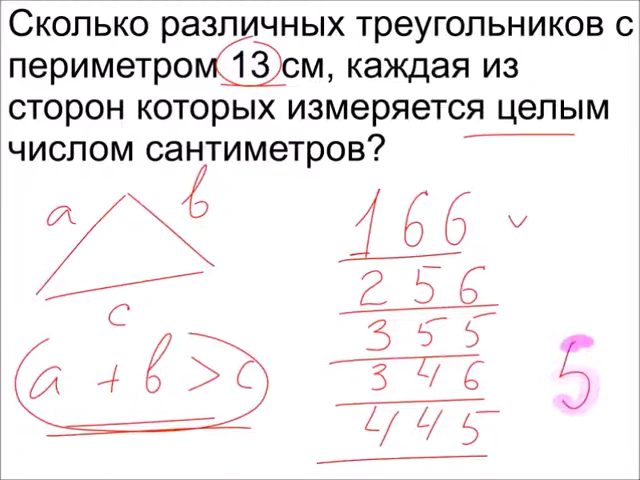 Сколько различных треугольников с
периметром 13 см, каждая из
сторон которых измеряется целым
числом сантиметров?
a b
c
a + b > c
1 6 6
2 5 6
3 5 5
3 4 6
4 4 5
5